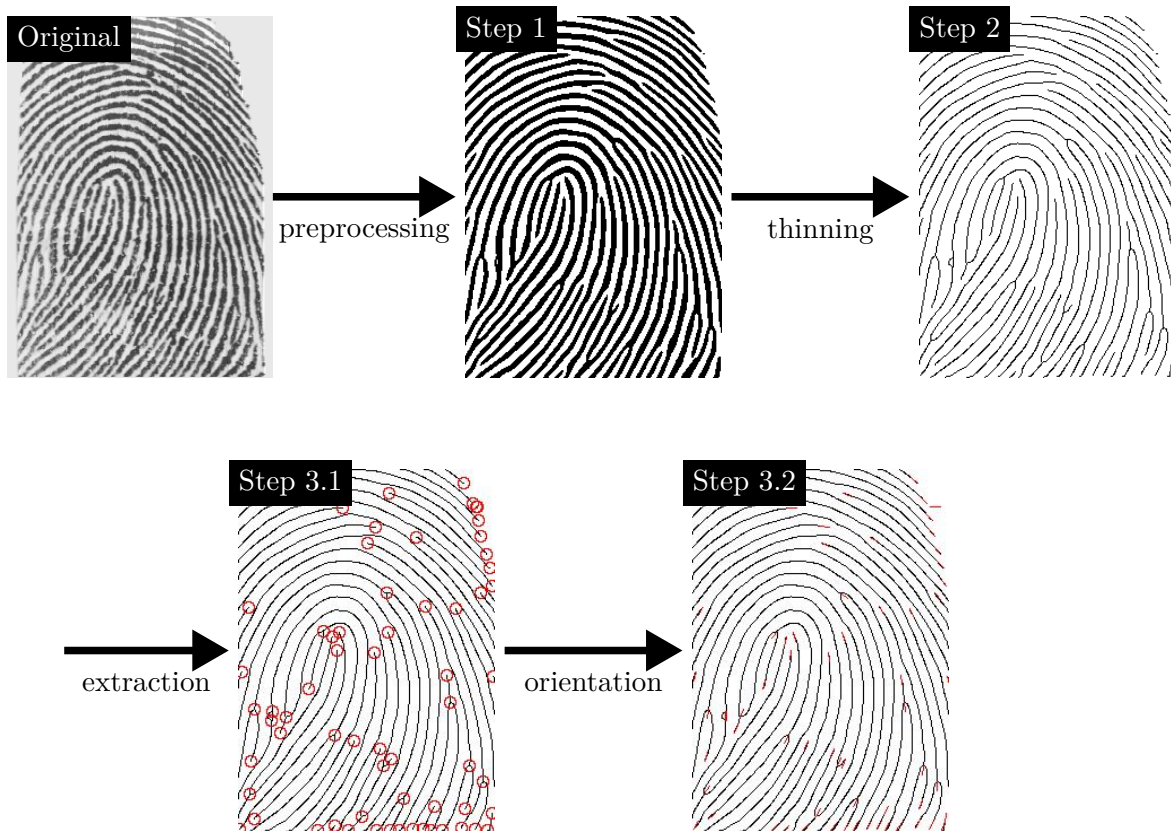 Original
Step 1
Step 2
preprocessing
thinning
Step 3.1
Step 3.2
extraction
orientation